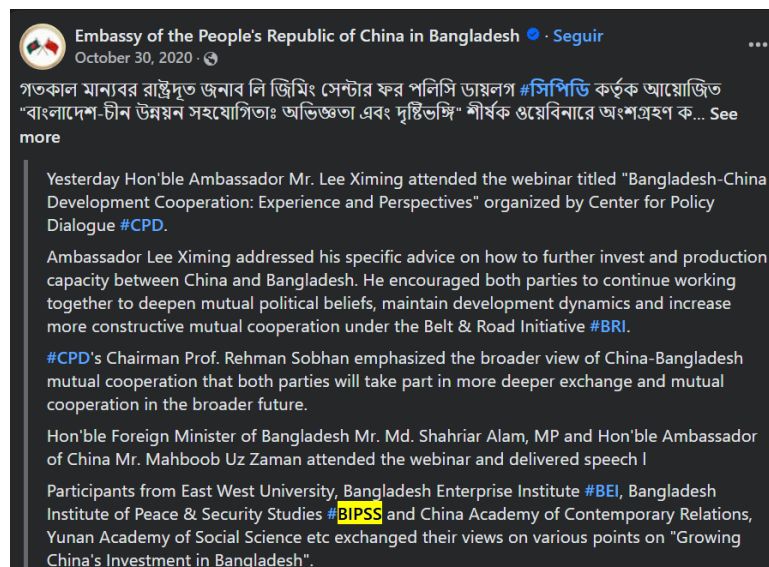 Embassy of the People's Republic of China in Bangladesh · Seguir
October 30, 2020 ·
গতকাল মান্যবর রাষ্ট্রদূত জনাব লি জিমিং সেন্টার ফর পলিসি ডায়লগ #সিপিডি কর্তৃক আয়োজিত
"বাংলাদেশ-চীন উন্নয়ন সহযোগিতাঃ অভিজ্ঞতা এবং দৃষ্টিভঙ্গি" শীর্ষক ওয়েবিনারে অংশগ্রহণ ক... See
more
Yesterday Hon'ble Ambassador Mr. Lee Ximing attended the webinar titled "Bangladesh-China
Development Cooperation: Experience and Perspectives" organized by Center for Policy
Dialogue #CPD.
Ambassador Lee Ximing addressed his specific advice on how to further invest and production
capacity between China and Bangladesh. He encouraged both parties to continue working
together to deepen mutual political beliefs, maintain development dynamics and increase
more constructive mutual cooperation under the Belt & Road Initiative #BRI.
#CPD's Chairman Prof. Rehman Sobhan emphasized the broader view of China-Bangladesh
mutual cooperation that both parties will take part in more deeper exchange and mutual
cooperation in the broader future.
Hon'ble Foreign Minister of Bangladesh Mr. Md. Shahriar Alam, MP and Hon'ble Ambassador
of China Mr. Mahboob Uz Zaman attended the webinar and delivered speech l
Participants from East West University, Bangladesh Enterprise Institute #BEI, Bangladesh
Institute of Peace & Security Studies #BIPSS and China Academy of Contemporary Relations,
Yunan Academy of Social Science etc exchanged their views on various points on "Growing
China's Investment in Bangladesh".